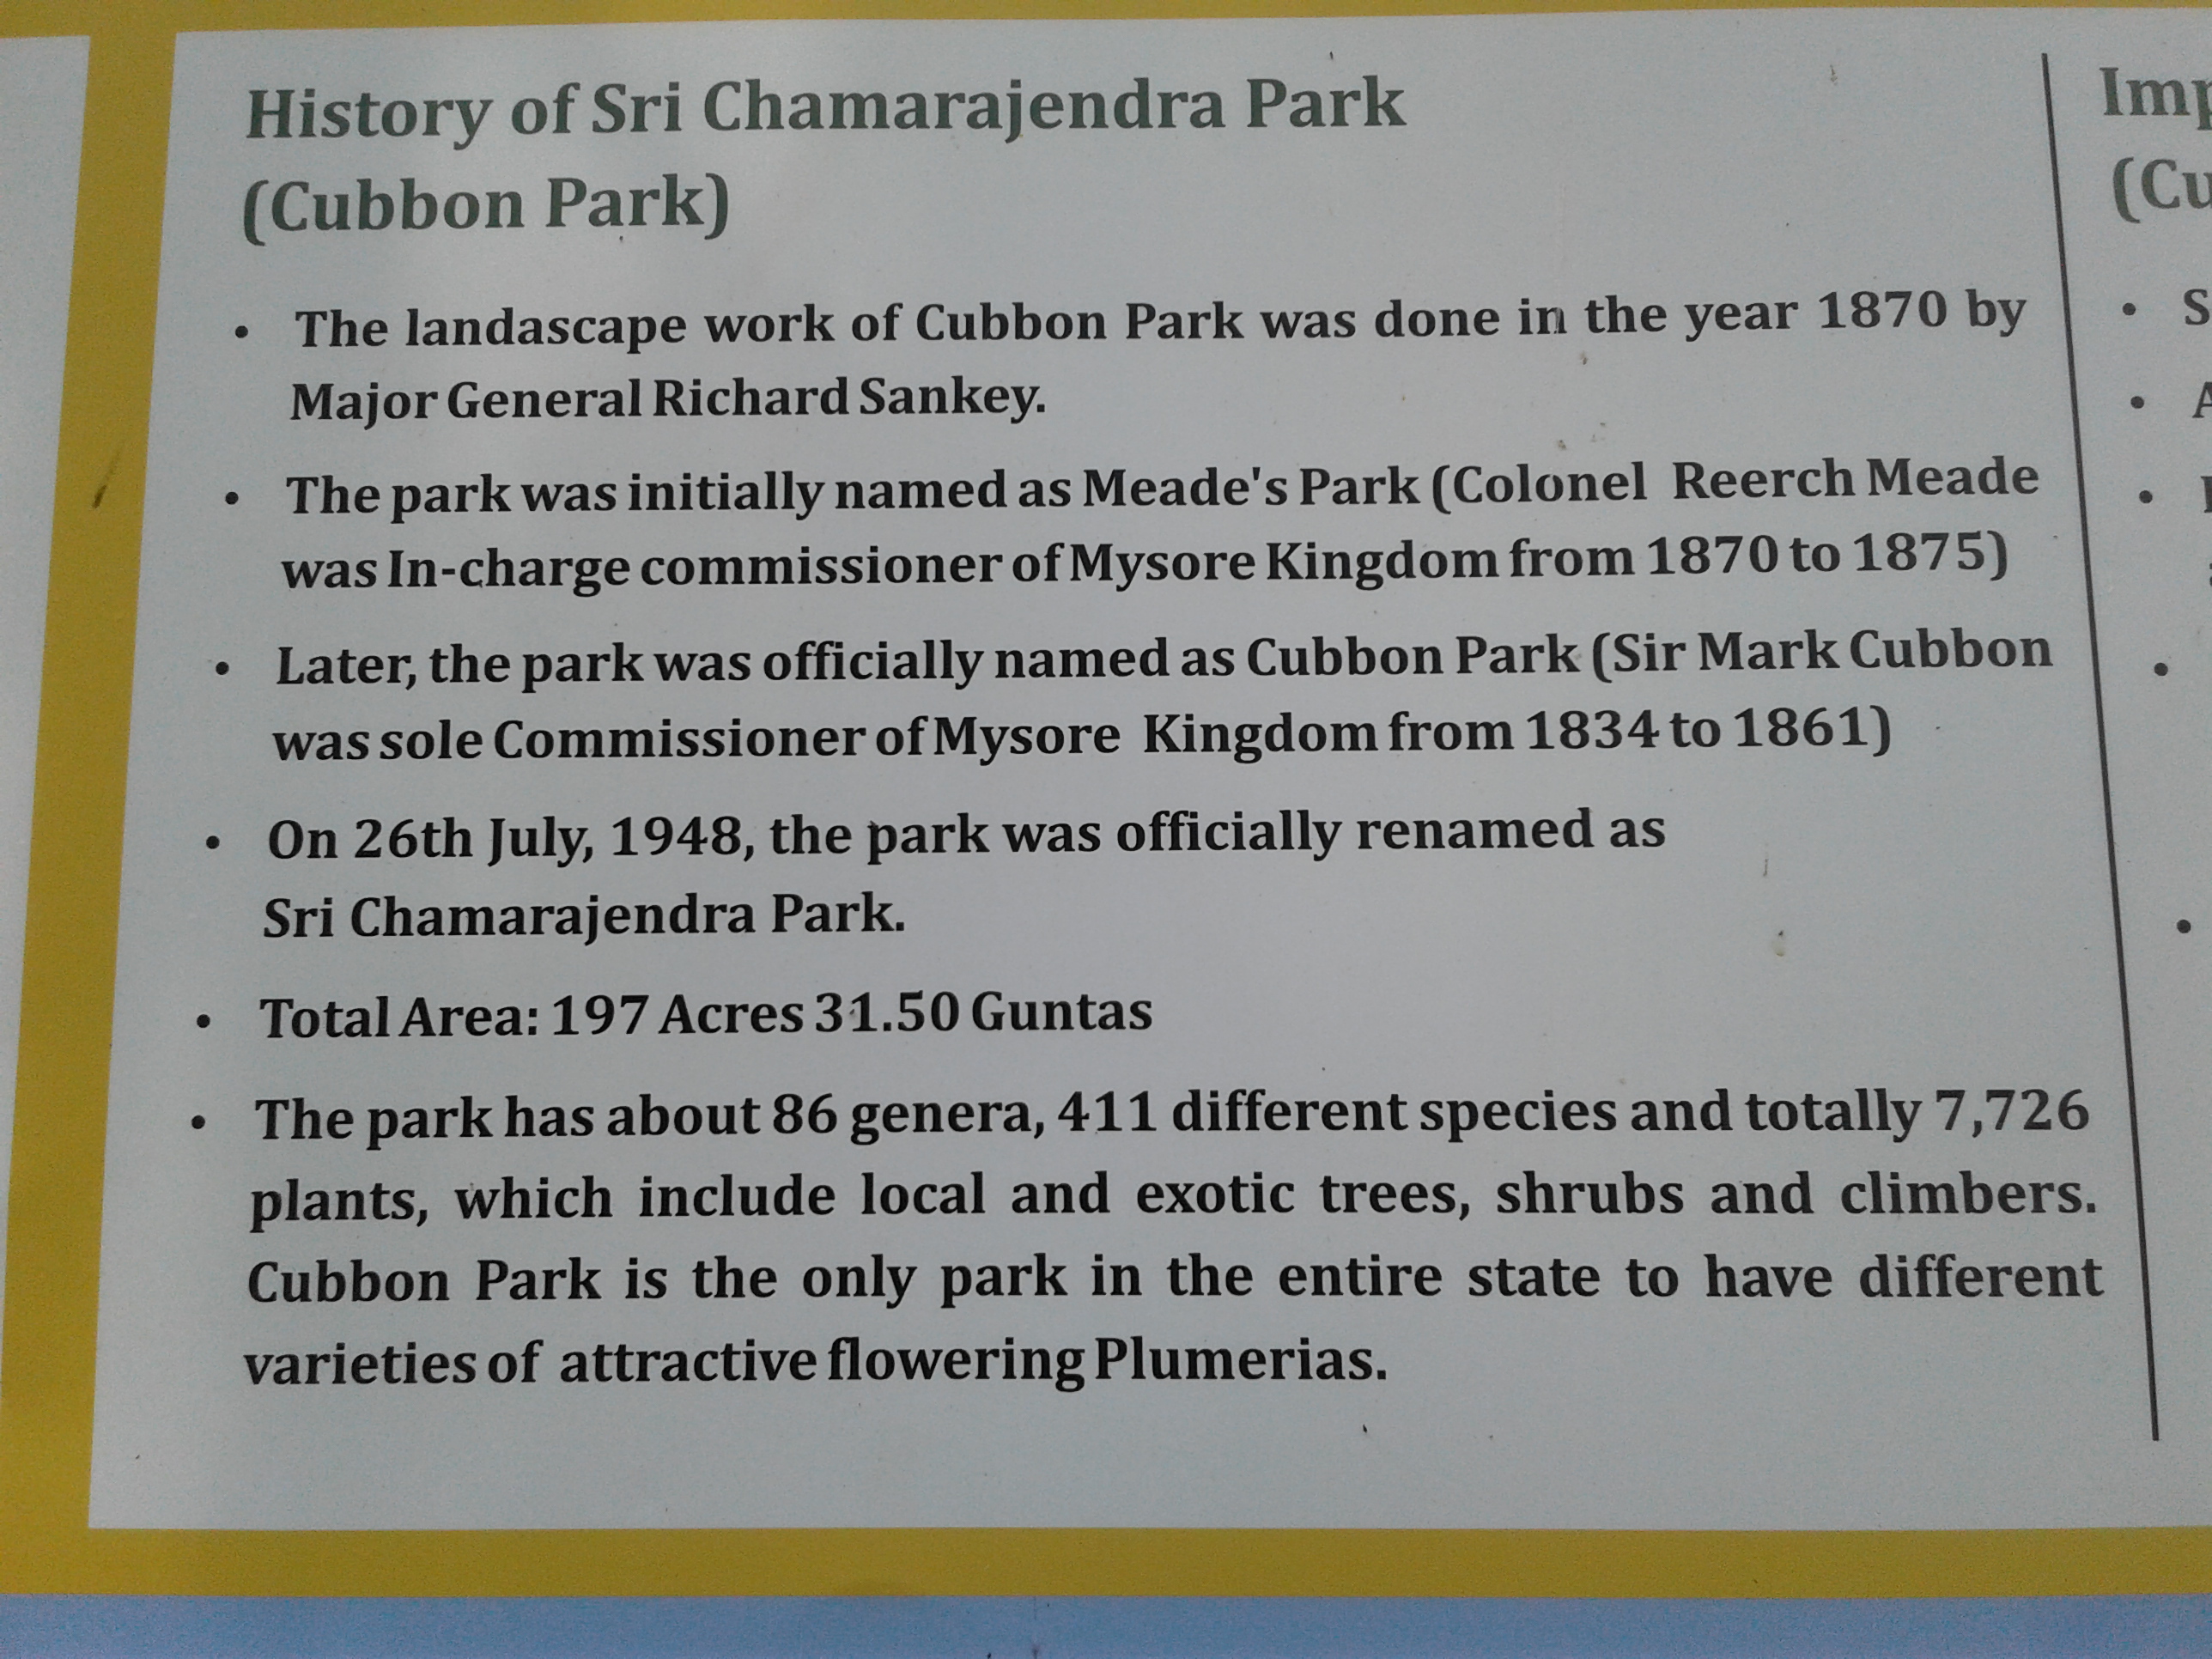 History of Sri Chamarajendra Park
(Cubbon Park)
• The landascape work of Cubbon Park was done in the year 1870 by
Major General Richard Sankey.
• The park was initially named as Meade's Park (Colonel Reerch Meade
was In-charge commissioner of Mysore Kingdom from 1870 to 1875)
• Later, the park was officially named as Cubbon Park (Sir Mark Cubbon
was sole Commissioner of Mysore Kingdom from 1834 to 1861)
• On 26th July, 1948, the park was officially renamed as
Sri Chamarajendra Park.
• Total Area: 197 Acres 31.50 Guntas
• The park has about 86 genera, 411 different species and totally 7,726
plants, which include local and exotic trees, shrubs and climbers.
Cubbon Park is the only park in the entire state to have different
varieties of attractive flowering Plumerias.